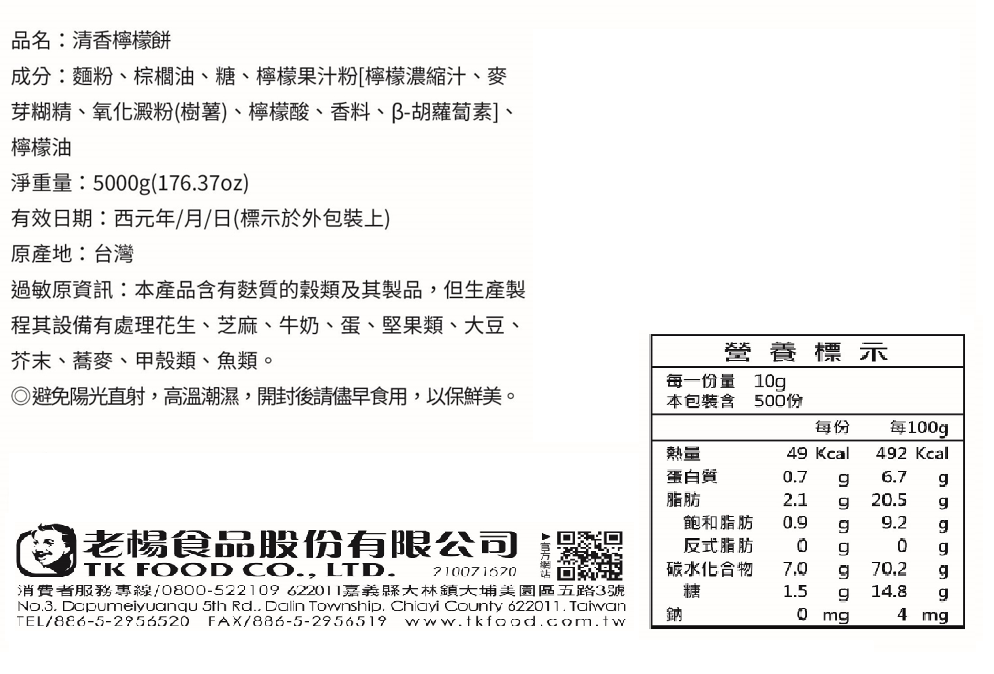 品名：清香檸檬餅
成分：麵粉、棕櫚油、糖、檸檬果汁粉[檸檬濃縮汁、麥
芽糊精、氧化澱粉(樹薯)、檸檬酸、香料、β-胡蘿蔔素]、
檸檬油
淨重量：5000g(176.37oz)
有效日期：西元年/月/日(標示於外包裝上)
原產地：台灣
過敏原資訊：本產品含有麩質的穀類及其製品，但生產製
程其設備有處理花生、芝麻、牛奶、蛋、堅果類、大豆、
芥末、蕎麥、甲殼類、魚類。
◎避免陽光直射，高溫潮濕，開封後請儘早食用，以保鮮美。
營養標示
每一份量 10g
本包裝含 500份
每份 每100g
熱量 49 Kcal 492 Kcal
蛋白質 0.7 g 6.7 g
脂肪 2.1 g 20.5 g
飽和脂肪 0.9 g 9.2 g
反式脂肪 0 g 0 g
碳水化合物 7.0 g 70.2 g
糖 1.5 g 14.8 g
鈉 0 mg 4 mg
老楊食品股份有限公司
TK FOOD CO., LTD. 210071620
▶官方網站
消費者服務專線/0800-522109 622011嘉義縣大林鎮大埔美園區五路3號
No.3, Dapumeiyuanqu 5th Rd., Dalin Township, Chiayi County 622011, Taiwan
TEL/886-5-2956520 FAX/886-5-2956519 www.tkfood.com.tw